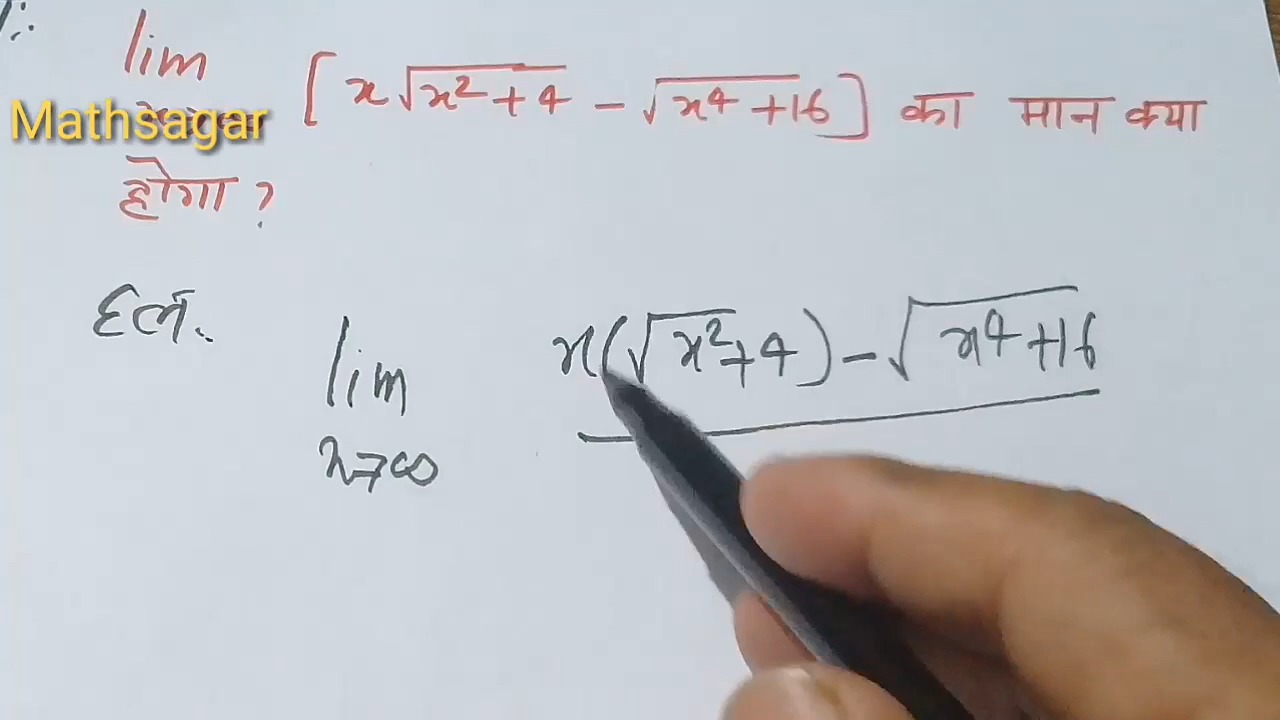 lim [x√x²+4 - √x⁴+16] का मान क्या
Mathsagar
होगा?
हल.
lim x(√x²+4) - √x⁴+16
x→∞